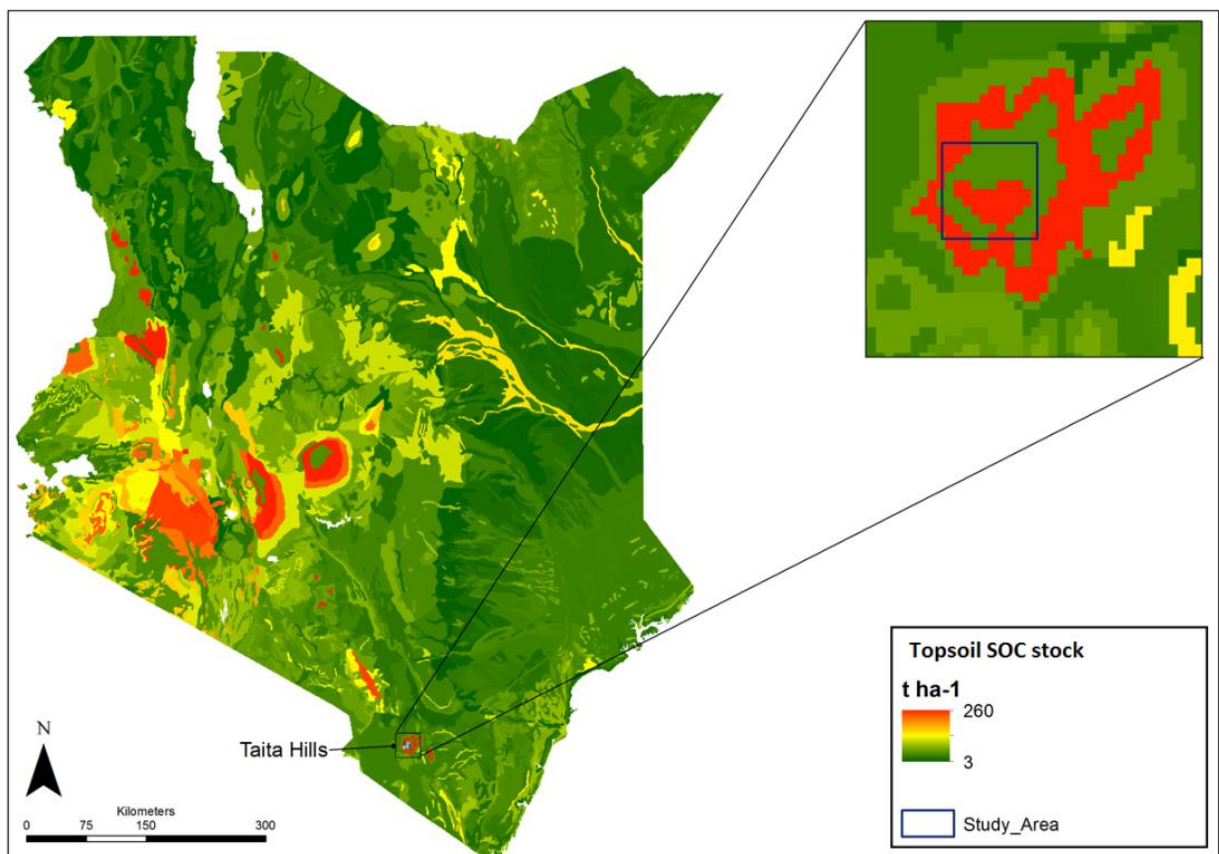 Taita Hills
N
Kilometers
0 75 150 300
Topsoil SOC stock
t ha-1
260
3
Study_Area